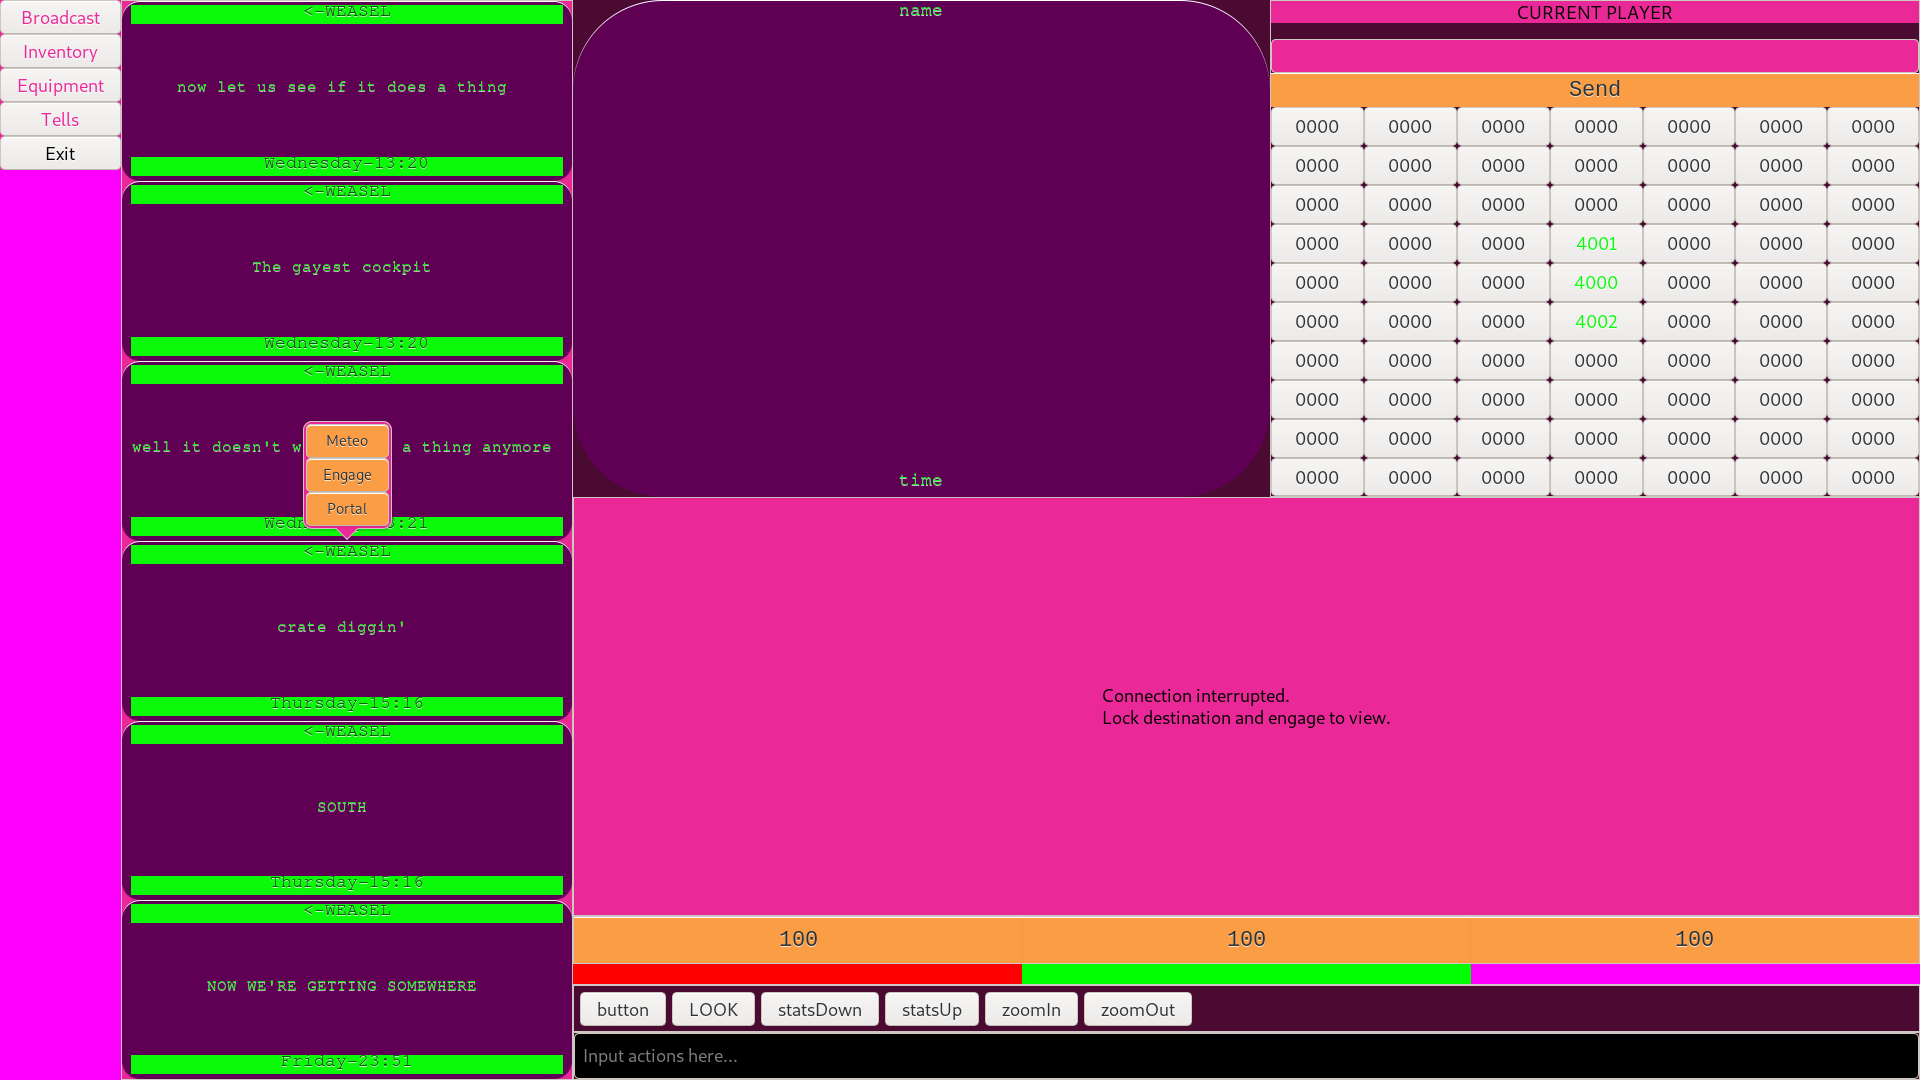 Broadcast
Inventory
Equipment
Tells
Exit
<-WEASEL
now let us see if it does a thing
Wednesday-13:20
<-WEASEL
The gayest cockpit
Wednesday-13:20
<-WEASEL
well it doesn't w a thing anymore
Meteo
Engage
Portal
Wedn 3:21
<-WEASEL
crate diggin'
Thursday-15:16
<-WEASEL
SOUTH
Thursday-15:16
<-WEASEL
NOW WE'RE GETTING SOMEWHERE
Friday-23:51
name
time
CURRENT PLAYER
Send
0000 0000 0000 0000 0000 0000 0000
0000 0000 0000 0000 0000 0000 0000
0000 0000 0000 0000 0000 0000 0000
0000 0000 0000 4001 0000 0000 0000
0000 0000 0000 4000 0000 0000 0000
0000 0000 0000 4002 0000 0000 0000
0000 0000 0000 0000 0000 0000 0000
0000 0000 0000 0000 0000 0000 0000
0000 0000 0000 0000 0000 0000 0000
0000 0000 0000 0000 0000 0000 0000
Connection interrupted.
Lock destination and engage to view.
100 100 100
button LOOK statsDown statsUp zoomIn zoomOut
Input actions here...